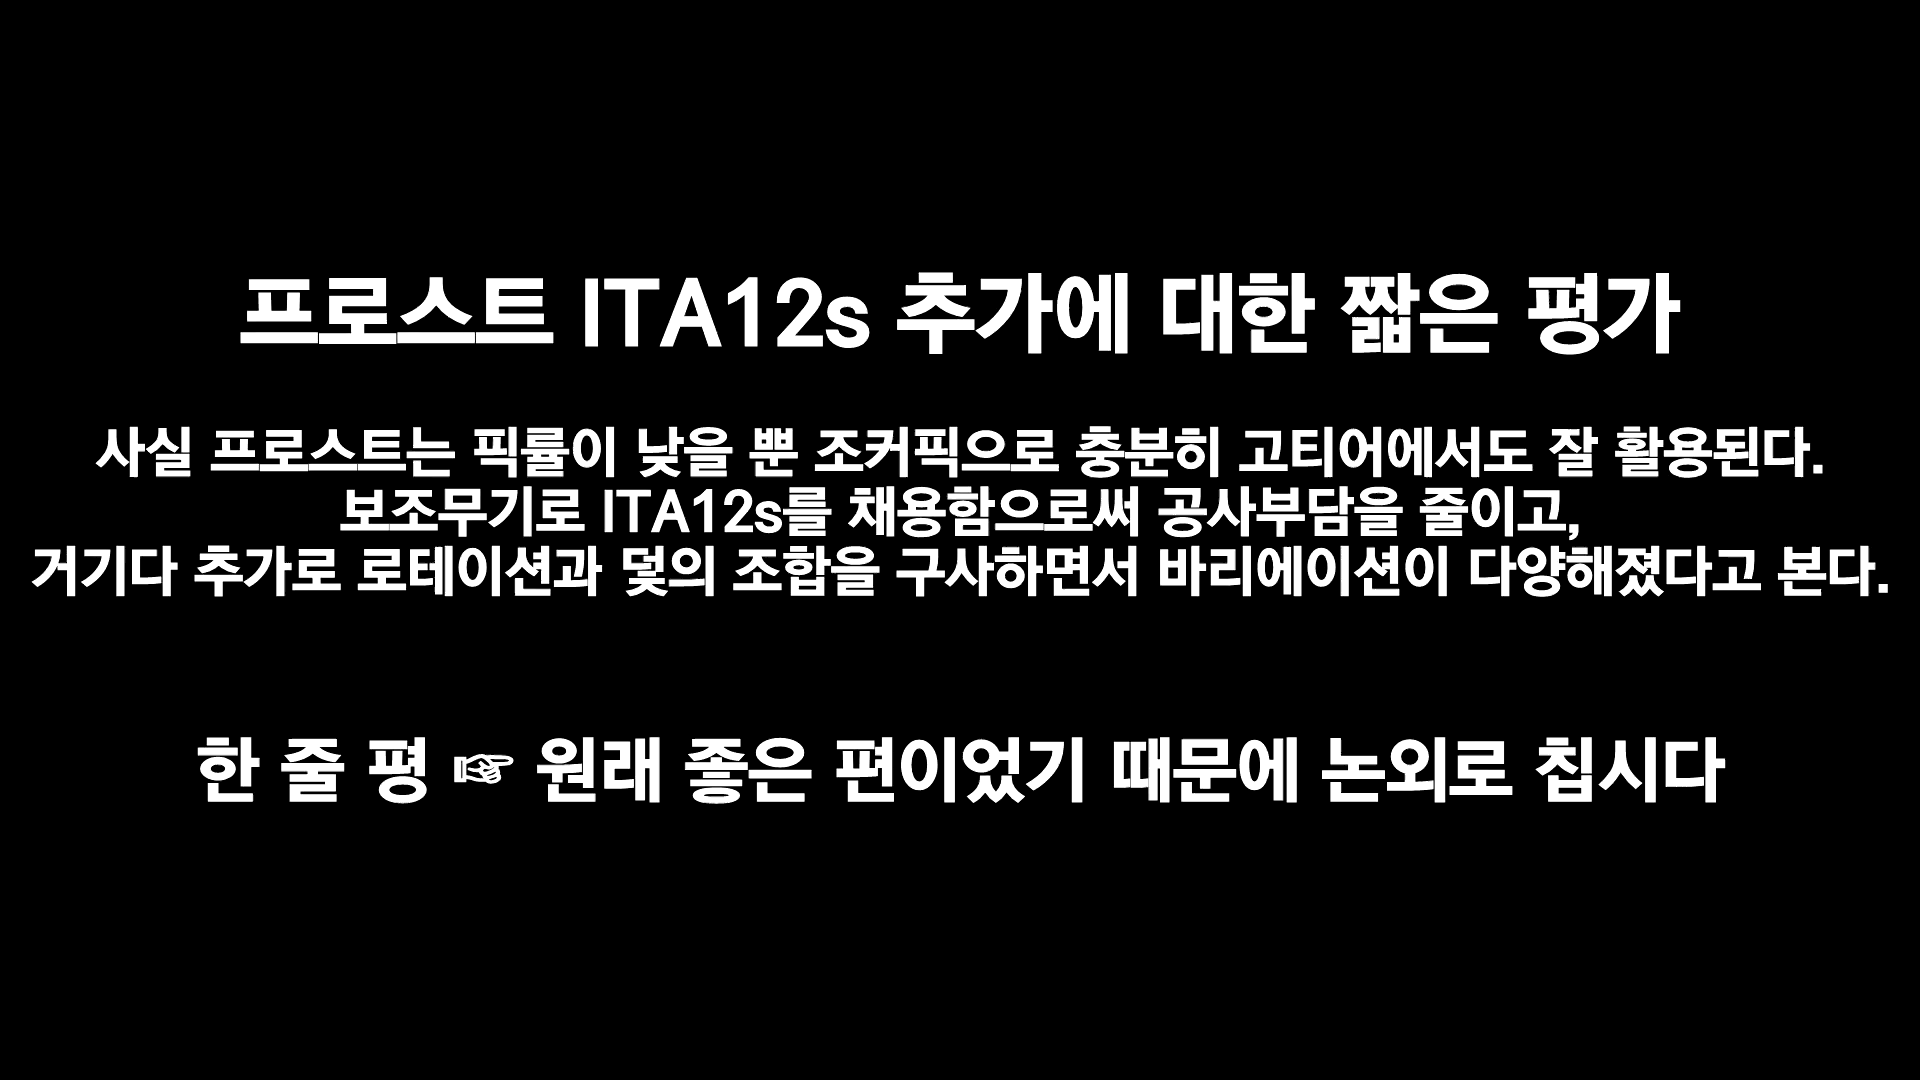 프로스트 ITA12s 추가에 대한 짧은 평가
사실 프로스트는 픽률이 낮을 뿐 조커픽으로 충분히 고티어에서도 잘 활용된다.
보조무기로 ITA12s를 채용함으로써 공사부담을 줄이고,
거기다 추가로 로테이션과 덫의 조합을 구사하면서 바리에이션이 다양해졌다고 본다.
한 줄 평 ☞ 원래 좋은 편이었기 때문에 논외로 칩시다